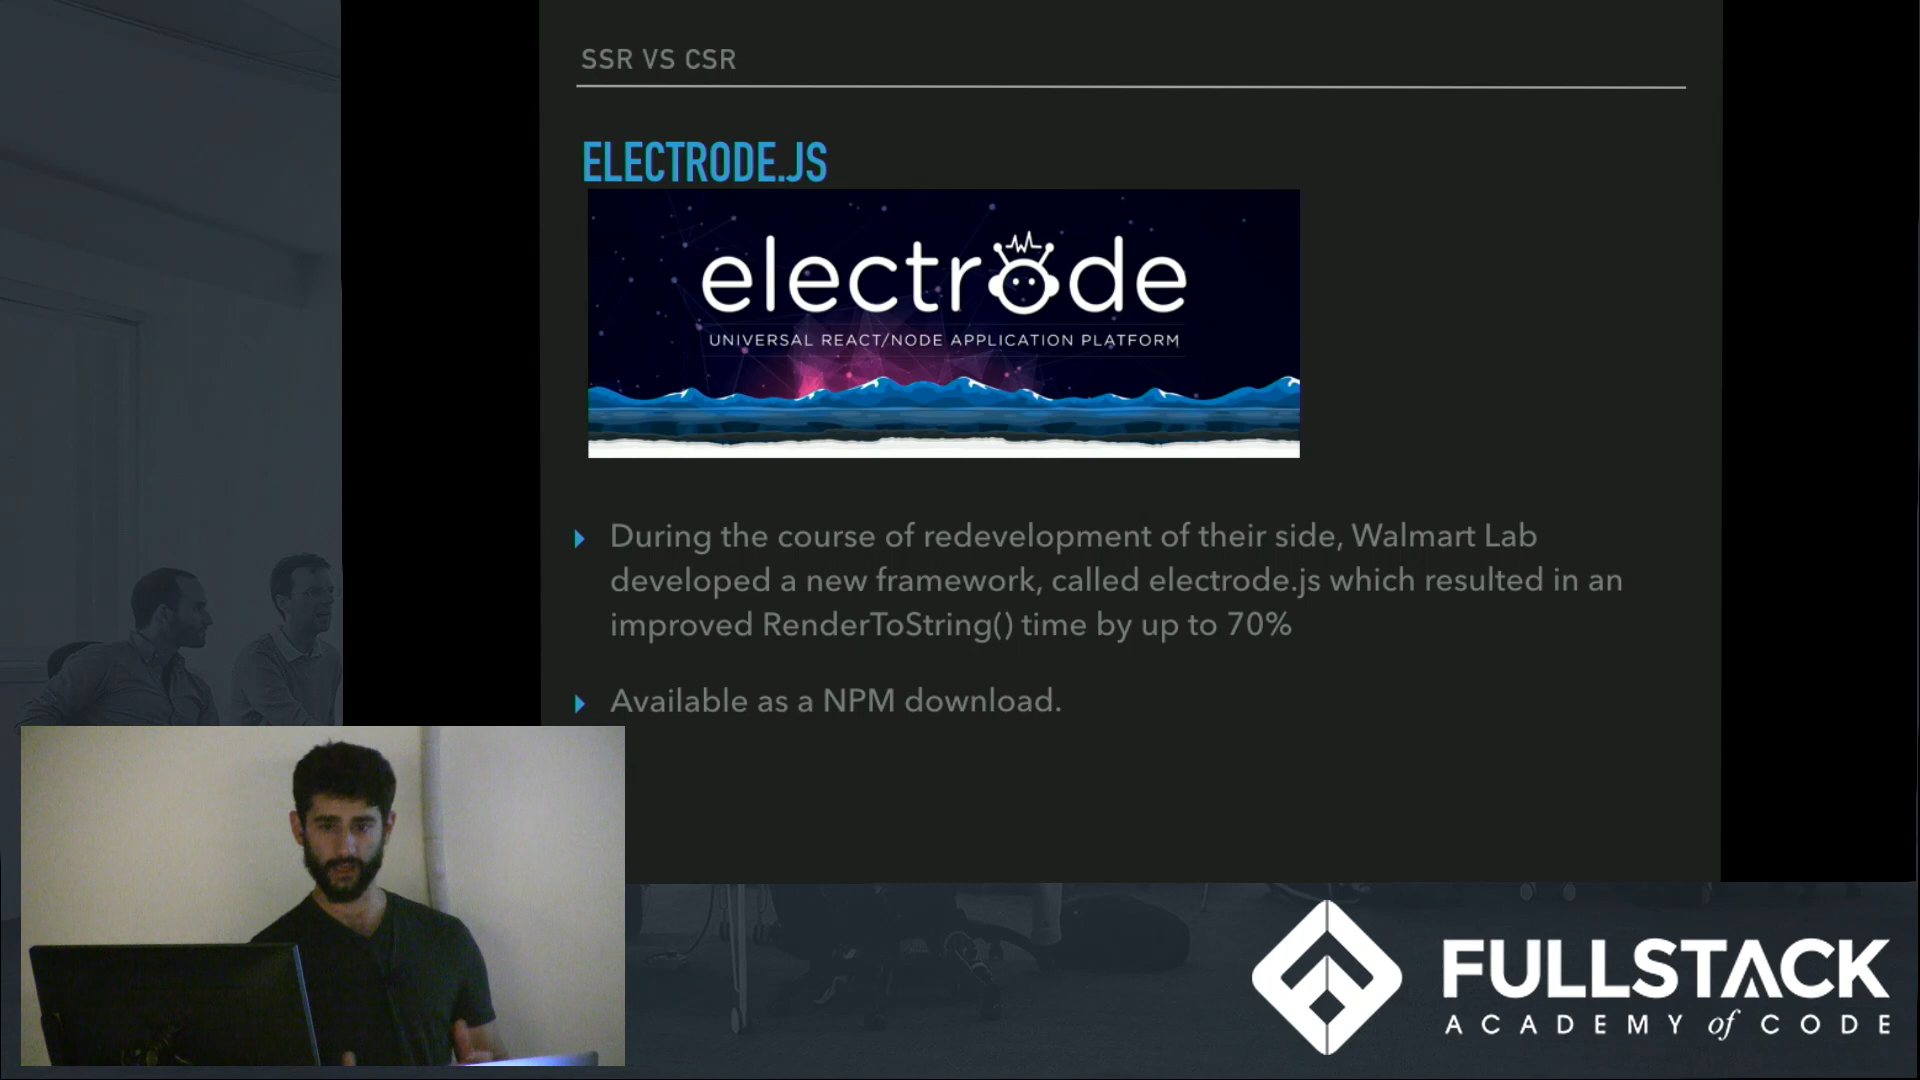 SSR VS CSR
ELECTRODE.JS
electrode
UNIVERSAL REACT/NODE APPLICATION PLATFORM
During the course of redevelopment of their side, Walmart Lab
developed a new framework, called electrode.js which resulted in an
improved RenderToString() time by up to 70%
Available as a NPM download.
FULLSTACK
ACADEMY of CODE